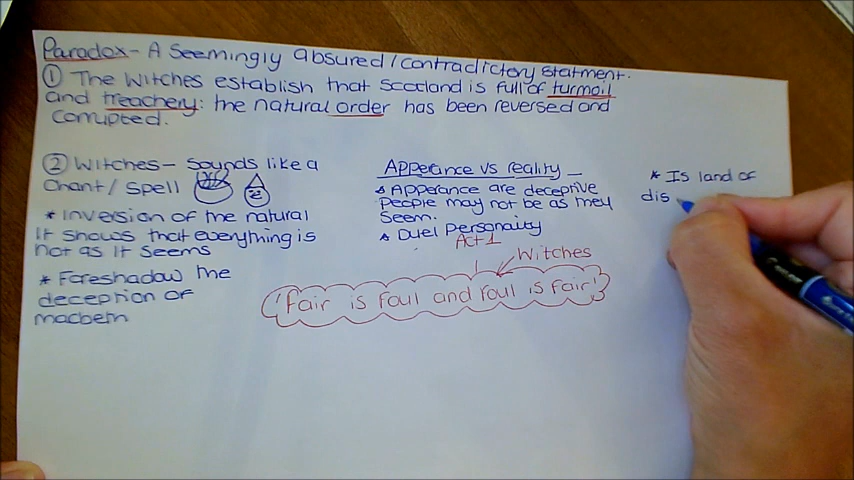 Paradox - A Seemingly absured / contradictory statment.
① The Witches establish that Scotland is full of turmoil
and treachery: the natural order has been reversed and
corrupted.
② Witches - Sounds like a
Chant / Spell
* Inversion of the natural
It shows that everything is
not as it seems
* Foreshadow the
deception of
macbeth
Apperance vs reality -
* Apperance are deceptive
People may not be as they
Seem.
* Duel Personality
Act 1
Witches
'Fair is Foul and Foul is Fair'
* Is land of
dis